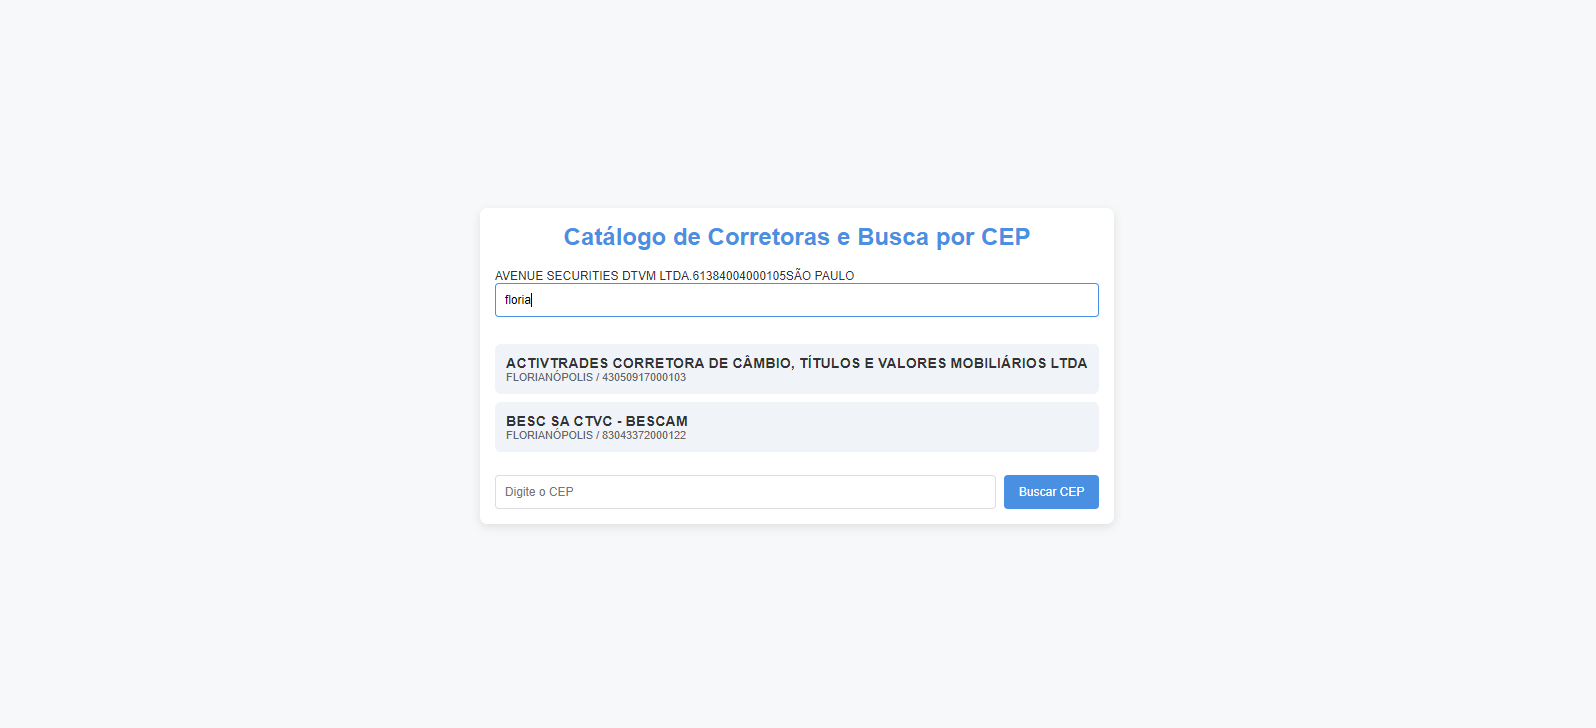 Catálogo de Corretoras e Busca por CEP
AVENUE SECURITIES DTVM LTDA.61384004000105SÃO PAULO
floria
ACTIVTRADES CORRETORA DE CÂMBIO, TÍTULOS E VALORES MOBILIÁRIOS LTDA
FLORIANÓPOLIS / 43050917000103
BESC SA CTVC - BESCAM
FLORIANÓPOLIS / 83043372000122
Digite o CEP
Buscar CEP